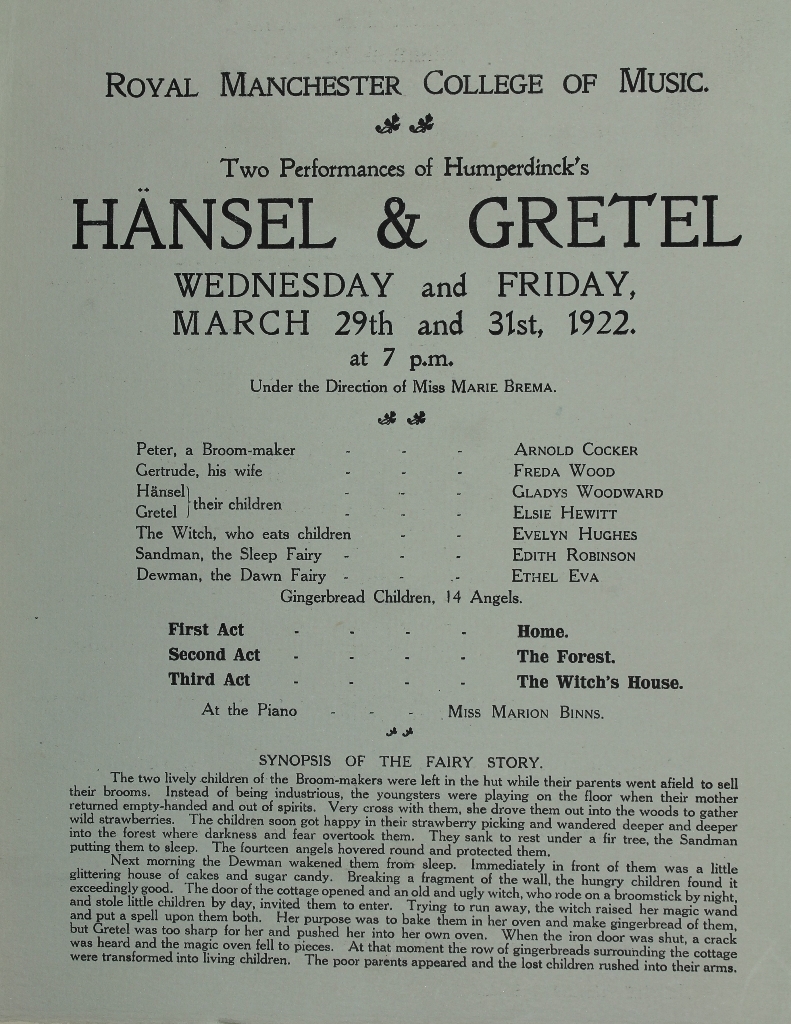 ROYAL MANCHESTER COLLEGE OF MUSIC.
Two Performances of Humperdinck's
HÄNSEL & GRETEL
WEDNESDAY and FRIDAY,
MARCH 29th and 31st, 1922.
at 7 p.m.
Under the Direction of Miss MARIE BREMA.
Peter, a Broom-maker - - - ARNOLD COCKER
Gertrude, his wife - - - FREDA WOOD
Hänsel } their children - - - GLADYS WOODWARD
Gretel } - - - ELSIE HEWITT
The Witch, who eats children - - EVELYN HUGHES
Sandman, the Sleep Fairy - - - EDITH ROBINSON
Dewman, the Dawn Fairy - - - ETHEL EVA
Gingerbread Children, 14 Angels.
First Act - - - - Home.
Second Act - - - - The Forest.
Third Act - - - - The Witch's House.
At the Piano - - - MISS MARION BINNS.
SYNOPSIS OF THE FAIRY STORY.
The two lively children of the Broom-makers were left in the hut while their parents went afield to sell
their brooms. Instead of being industrious, the youngsters were playing on the floor when their mother
returned empty-handed and out of spirits. Very cross with them, she drove them out into the woods to gather
wild strawberries. The children soon got happy in their strawberry picking and wandered deeper and deeper
into the forest where darkness and fear overtook them. They sank to rest under a fir tree, the Sandman
putting them to sleep. The fourteen angels hovered round and protected them.
Next morning the Dewman wakened them from sleep. Immediately in front of them was a little
glittering house of cakes and sugar candy. Breaking a fragment of the wall, the hungry children found it
exceedingly good. The door of the cottage opened and an old and ugly witch, who rode on a broomstick by night,
and stole little children by day, invited them to enter. Trying to run away, the witch raised her magic wand
and put a spell upon them both. Her purpose was to bake them in her oven and make gingerbread of them,
but Gretel was too sharp for her and pushed her into her own oven. When the iron door was shut, a crack
was heard and the magic oven fell to pieces. At that moment the row of gingerbreads surrounding the cottage
were transformed into living children. The poor parents appeared and the lost children rushed into their arms.